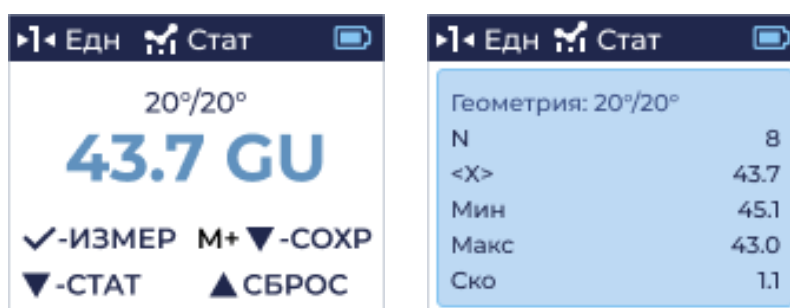 Едн Стат
20°/20°
43.7 GU
-ИЗМЕР M+ ▼-СОХР
▼-СТАТ ▲СБРОС
Едн Стат
Геометрия: 20°/20°
N 8
<X> 43.7
Мин 45.1
Макс 43.0
Ско 1.1